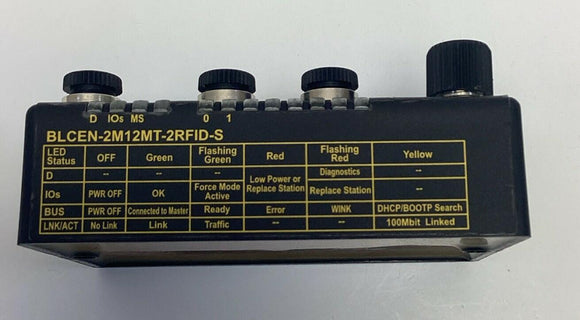 D IOs MS 0 1
BLCEN-2M12MT-2RFID-S
LED Status OFF Green Flashing Green Red Flashing Red Yellow
D -- -- -- Low Power or Replace Station Diagnostics --
IOs PWR OFF OK Force Mode Active Replace Station --
BUS PWR OFF Connected to Master Ready Error WINK DHCP/BOOTP Search
LNK/ACT No Link Link Traffic -- -- 100Mbit Linked